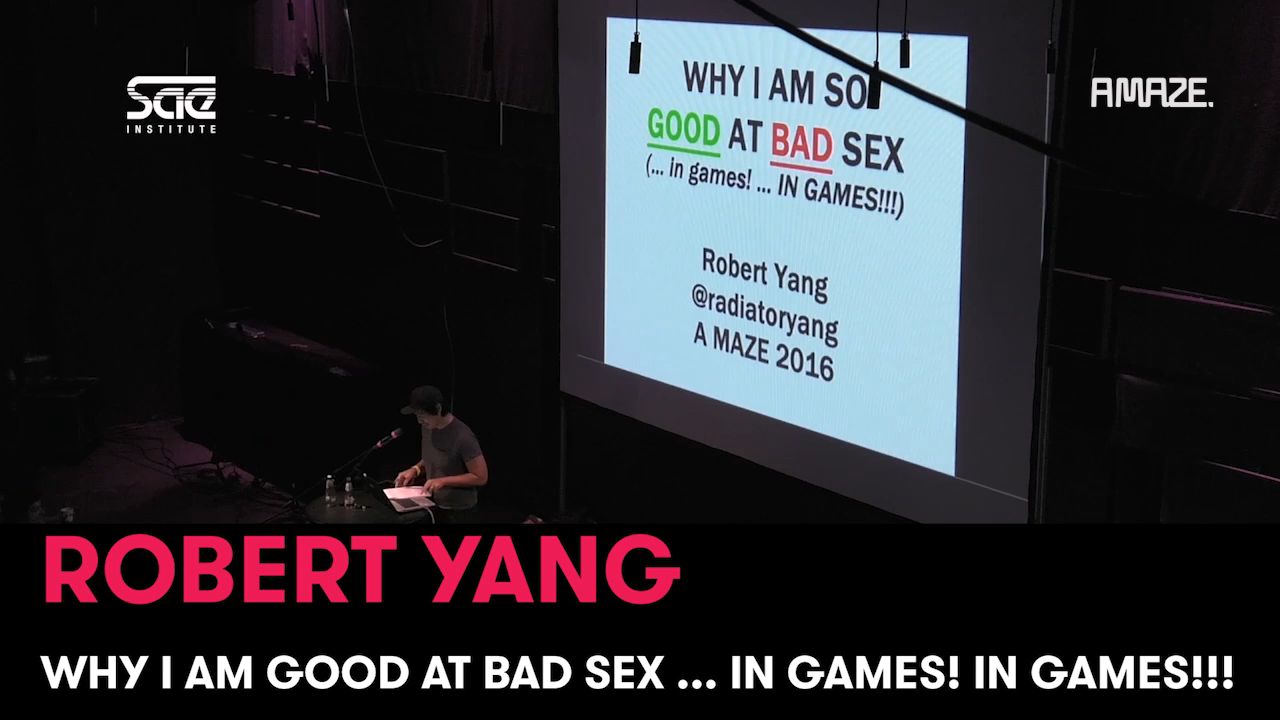 SAE
INSTITUTE
AMAZE.
WHY I AM SO
GOOD AT BAD SEX
(... in games! ... IN GAMES!!!)
Robert Yang
@radiatoryang
A MAZE 2016
ROBERT YANG
WHY I AM GOOD AT BAD SEX ... IN GAMES! IN GAMES!!!